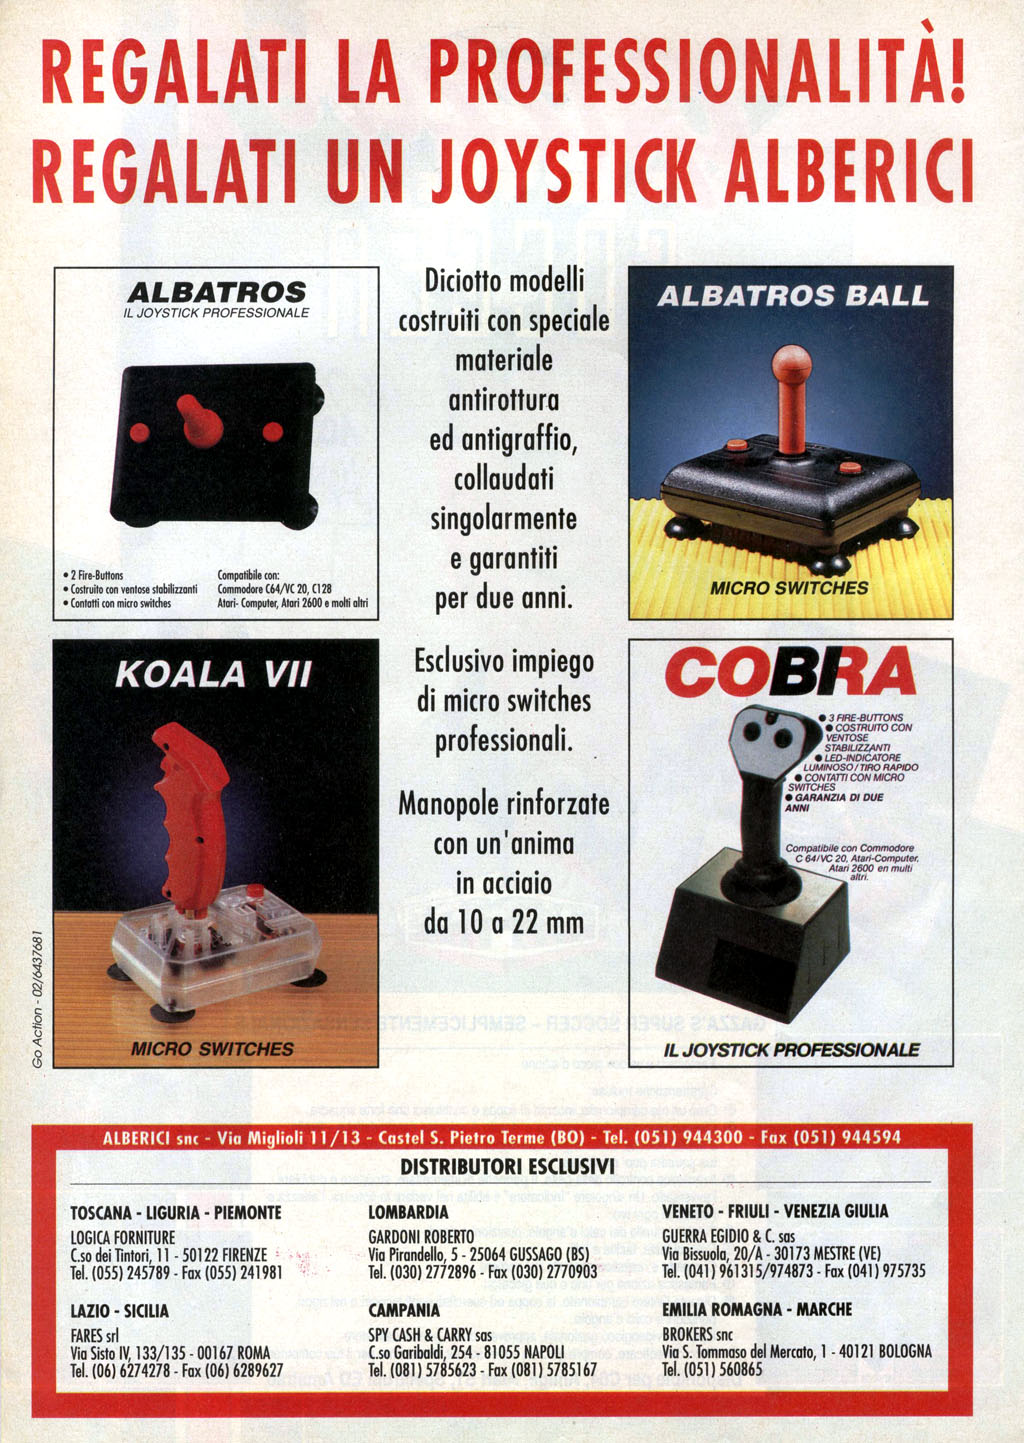 REGALATI LA PROFESSIONALITÀ!
REGALATI UN JOYSTICK ALBERICI
ALBATROS
IL JOYSTICK PROFESSIONALE
• 2 Fire-Buttons
• Costruito con ventose stabilizzanti
• Contatti con micro switches
Compatibile con:
Commodore C64/VC 20, C128
Atari- Computer, Atari 2600 e molti altri
Diciotto modelli
costruiti con speciale
materiale
antirottura
ed antigraffio,
collaudati
singolarmente
e garantiti
per due anni.
Esclusivo impiego
di micro switches
professionali.
Manopole rinforzate
con un'anima
in acciaio
da 10 a 22 mm
ALBATROS BALL
MICRO SWITCHES
KOALA VII
MICRO SWITCHES
COBRA
● 3 FIRE-BUTTONS
● COSTRUITO CON
VENTOSE
STABILIZZANTI
● LED-INDICATORE
LUMINOSO/TIRO RAPIDO
● CONTATTI CON MICRO
SWITCHES
● GARANZIA DI DUE
ANNI
Compatibile con Commodore
C 64/VC 20, Atari-Computer,
Atari 2600 en multi
altri.
IL JOYSTICK PROFESSIONALE
Go Action - 02/6437681
ALBERICI snc - Via Miglioli 11/13 - Castel S. Pietro Terme (BO) - Tel. (051) 944300 - Fax (051) 944594
DISTRIBUTORI ESCLUSIVI
TOSCANA - LIGURIA - PIEMONTE
LOGICA FORNITURE
C.so dei Tintori, 11 - 50122 FIRENZE
Tel. (055) 245789 - Fax (055) 241981
LOMBARDIA
GARDONI ROBERTO
Via Pirandello, 5 - 25064 GUSSAGO (BS)
Tel. (030) 2772896 - Fax (030) 2770903
VENETO - FRIULI - VENEZIA GIULIA
GUERRA EGIDIO & C. sas
Via Bissuola, 20/A - 30173 MESTRE (VE)
Tel. (041) 961315/974873 - Fax (041) 975735
LAZIO - SICILIA
FARES srl
Via Sisto IV, 133/135 - 00167 ROMA
Tel. (06) 6274278 - Fax (06) 6289627
CAMPANIA
SPY CASH & CARRY sas
C.so Garibaldi, 254 - 81055 NAPOLI
Tel. (081) 5785623 - Fax (081) 5785167
EMILIA ROMAGNA - MARCHE
BROKERS snc
Via S. Tommaso del Mercato, 1 - 40121 BOLOGNA
Tel. (051) 560865